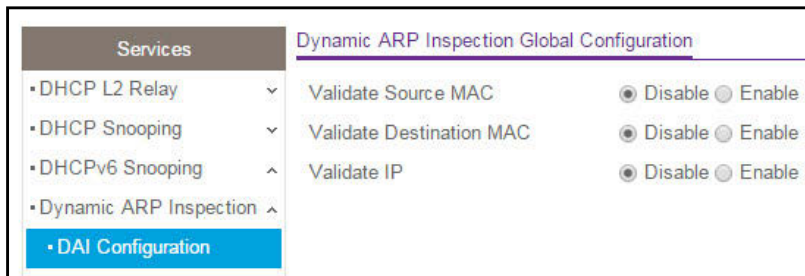 Services
▪DHCP L2 Relay
▪DHCP Snooping
▪DHCPv6 Snooping
▪Dynamic ARP Inspection
▪DAI Configuration
Dynamic ARP Inspection Global Configuration
Validate Source MAC Disable Enable
Validate Destination MAC Disable Enable
Validate IP Disable Enable